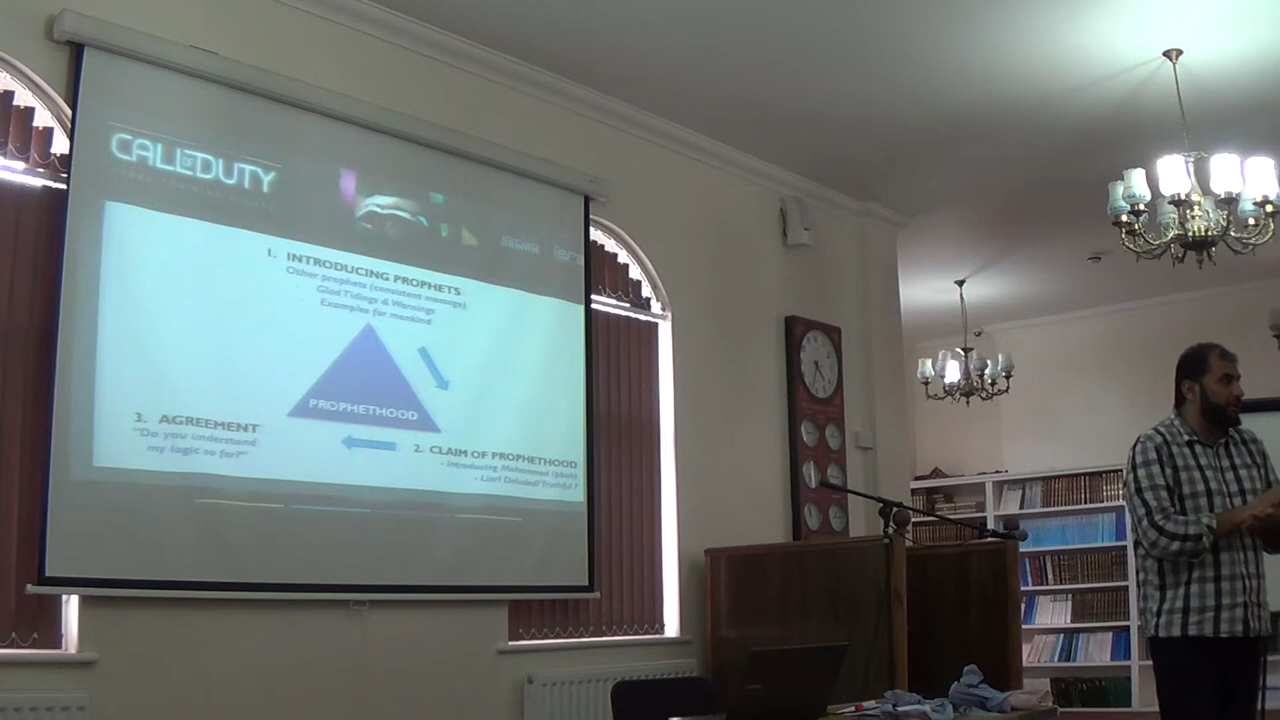 CALL OF DUTY
1. INTRODUCING PROPHETS
Other prophets (consistent message)
Glad Tidings & Warnings
Examples for mankind
PROPHETHOOD
3. AGREEMENT
"Do you understand
my logic so far?"
2. CLAIM OF PROPHETHOOD
- Introducing Mohammed (pbuh)
- Liar? Deluded? Truthful ?